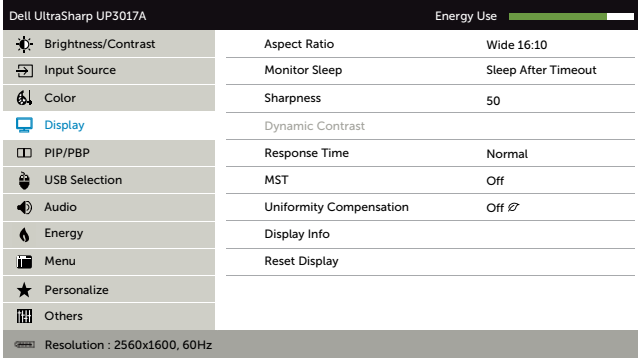 Dell UltraSharp UP3017A Energy Use
Brightness/Contrast Aspect Ratio Wide 16:10
Input Source Monitor Sleep Sleep After Timeout
Color Sharpness 50
Display Dynamic Contrast
PIP/PBP Response Time Normal
USB Selection MST Off
Audio Uniformity Compensation Off
Energy Display Info
Menu Reset Display
Personalize
Others
Resolution : 2560x1600, 60Hz